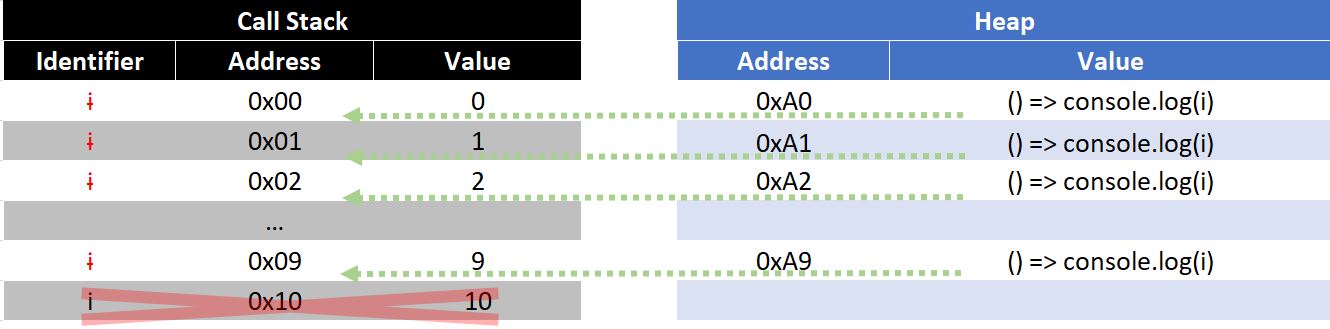 Call Stack Heap
Identifier Address Value Address Value
i 0x00 0 0xA0 () => console.log(i)
i 0x01 1 0xA1 () => console.log(i)
i 0x02 2 0xA2 () => console.log(i)
...
i 0x09 9 0xA9 () => console.log(i)
i 0x10 10